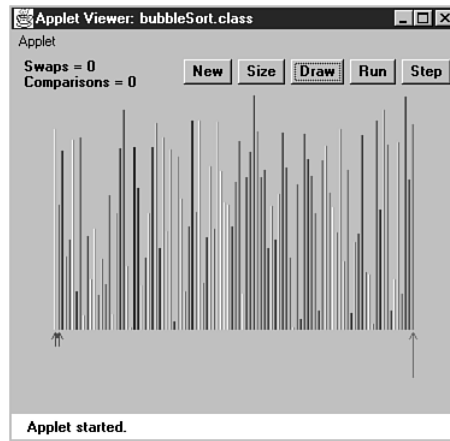 Applet Viewer: bubbleSort.class
Applet
Swaps = 0
Comparisons = 0
New Size Draw Run Step
Applet started.